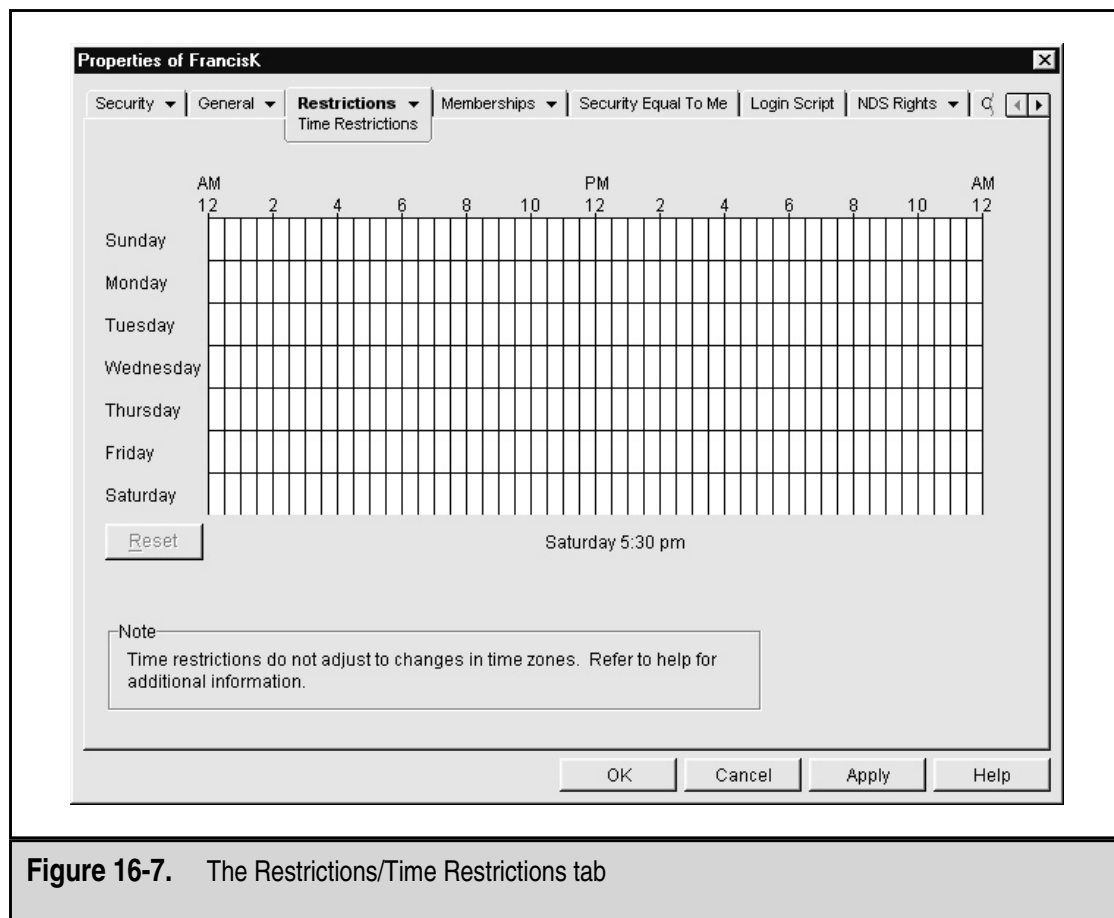 Properties of FrancisK
Security General Restrictions Memberships Security Equal To Me Login Script NDS Rights
Time Restrictions
AM PM AM
12 2 4 6 8 10 12 2 4 6 8 10 12
Sunday
Monday
Tuesday
Wednesday
Thursday
Friday
Saturday
Reset Saturday 5:30 pm
Note
Time restrictions do not adjust to changes in time zones. Refer to help for
additional information.
OK Cancel Apply Help
Figure 16-7. The Restrictions/Time Restrictions tab